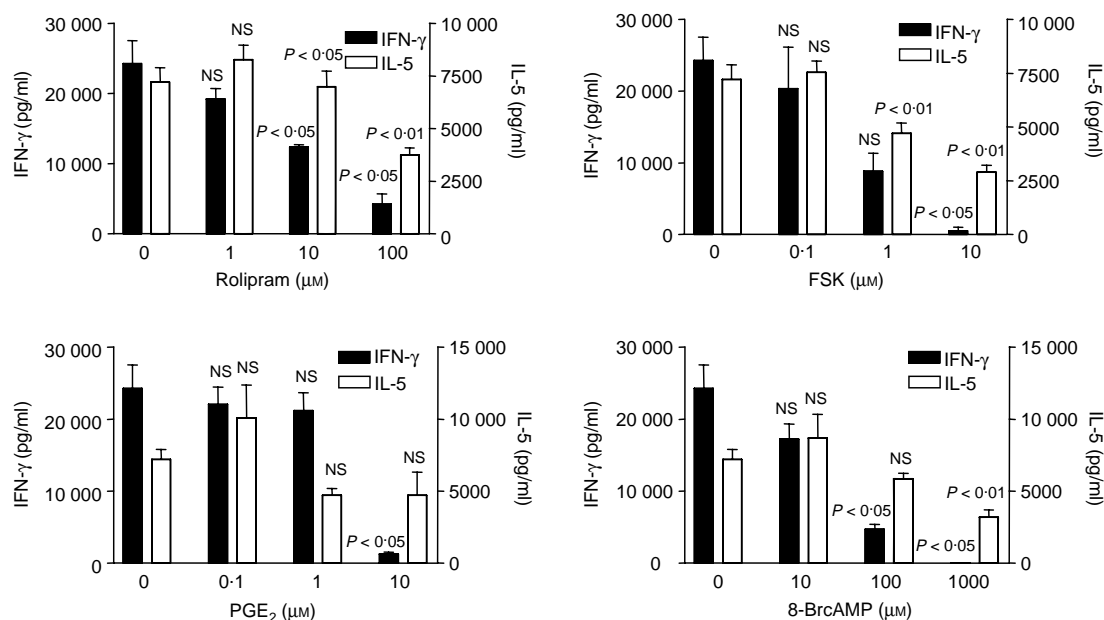 30 000
20 000
10 000
0
IFN-γ (pg/ml)
NS
NS
P < 0·05
P < 0·05
P < 0·01
P < 0·05
IFN-γ
IL-5
10 000
7500
5000
2500
0
IL-5 (pg/ml)
0 1 10 100
Rolipram (μM)
30 000
20 000
10 000
0
IFN-γ (pg/ml)
NS NS
NS
P < 0·01
P < 0·01
P < 0·05
IFN-γ
IL-5
10 000
7500
5000
2500
0
IL-5 (pg/ml)
0 0·1 1 10
FSK (μM)
30 000
20 000
10 000
0
IFN-γ (pg/ml)
NS NS
NS
NS
NS
P < 0·05
IFN-γ
IL-5
15 000
10 000
5000
0
IL-5 (pg/ml)
0 0·1 1 10
PGE₂ (μM)
30 000
20 000
10 000
0
IFN-γ (pg/ml)
NS NS
NS
P < 0·05
P < 0·01
P < 0·05
IFN-γ
IL-5
15 000
10 000
5000
0
IL-5 (pg/ml)
0 10 100 1000
8-BrcAMP (μM)